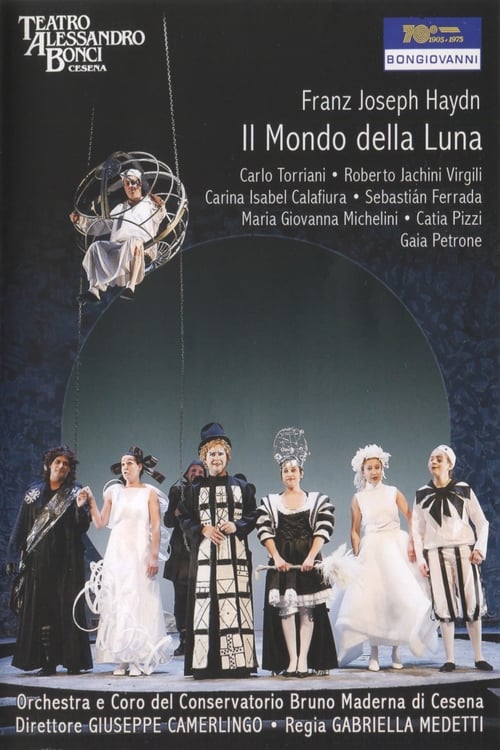 TEATRO
ALESSANDRO
BONCI
CESENA
70°
1905 • 1975
BONGIOVANNI
Franz Joseph Haydn
Il Mondo della Luna
Carlo Torriani • Roberto Jachini Virgili
Carina Isabel Calafiura • Sebastián Ferrada
Maria Giovanna Michelini • Catia Pizzi
Gaia Petrone
Orchestra e Coro del Conservatorio Bruno Maderna di Cesena
Direttore GIUSEPPE CAMERLINGO • Regia GABRIELLA MEDETTI